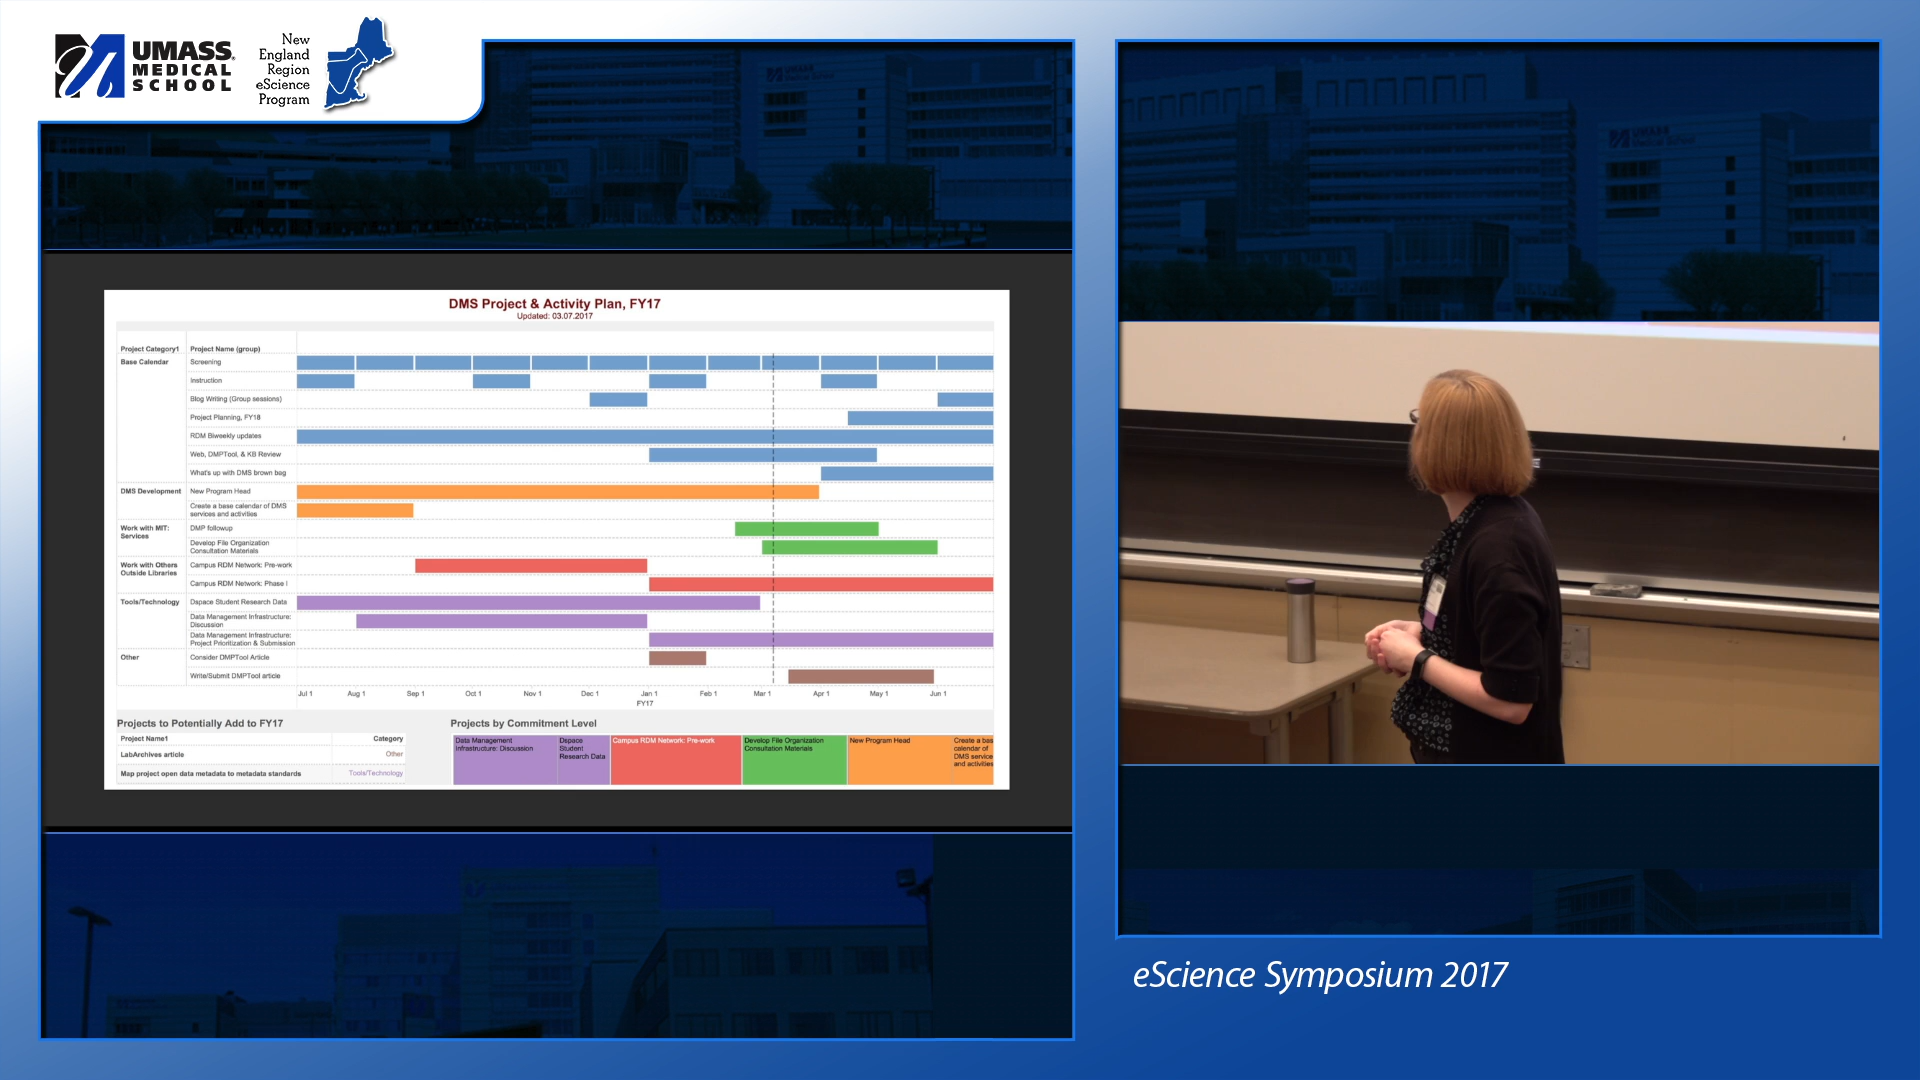 UMASS
MEDICAL
SCHOOL
New
England
Region
eScience
Program
DMS Project & Activity Plan, FY17
Updated: 03.07.2017
Project Category1 Project Name (group)
Base Calendar Screening
Instruction
Blog Writing (Group sessions)
Project Planning, FY18
RDM Biweekly updates
Web, DMPTool, & KB Review
What's up with DMS brown bag
DMS Development New Program Head
Create a base calendar of DMS
services and activities
Work with MIT:
Services
DMP followup
Develop File Organization
Consultation Materials
Work with Others
Outside Libraries
Campus RDM Network: Pre-work
Campus RDM Network: Phase I
Tools/Technology Dspace Student Research Data
Data Management Infrastructure:
Discussion
Data Management Infrastructure:
Project Prioritization & Submission
Other Consider DMPTool Article
Write/Submit DMPTool article
Jul 1 Aug 1 Sep 1 Oct 1 Nov 1 Dec 1 Jan 1 Feb 1 Mar 1 Apr 1 May 1 Jun 1
FY17
Projects to Potentially Add to FY17
Project Name1 Category
LabArchives article Other
Map project open data metadata to metadata standards Tools/Technology
Projects by Commitment Level
Data Management
Infrastructure: Discussion
Dspace
Student
Research Data
Campus RDM Network: Pre-work
Develop File Organization
Consultation Materials
New Program Head
Create a bas
calendar of
DMS service
and activities
eScience Symposium 2017